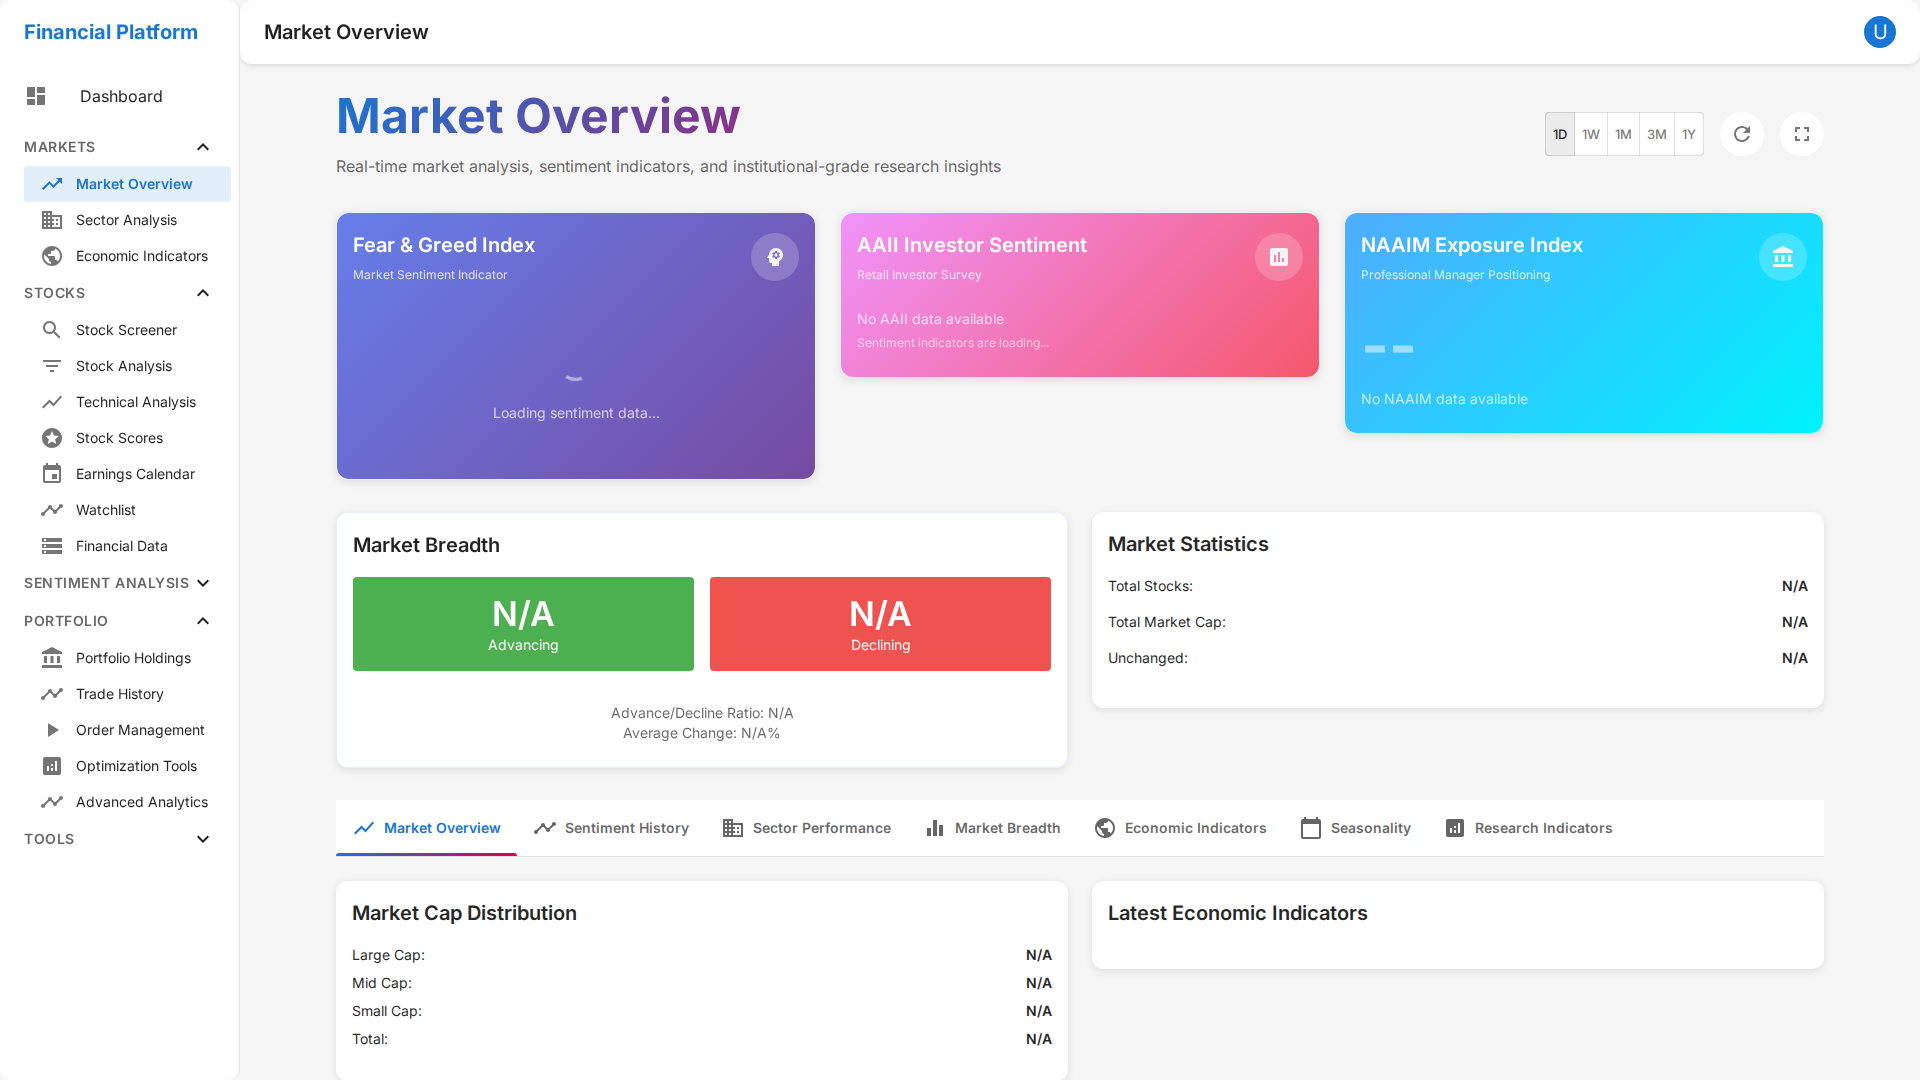 Financial Platform
Dashboard
MARKETS
Market Overview
Sector Analysis
Economic Indicators
STOCKS
Stock Screener
Stock Analysis
Technical Analysis
Stock Scores
Earnings Calendar
Watchlist
Financial Data
SENTIMENT ANALYSIS
PORTFOLIO
Portfolio Holdings
Trade History
Order Management
Optimization Tools
Advanced Analytics
TOOLS
Market Overview
U
Market Overview
Real-time market analysis, sentiment indicators, and institutional-grade research insights
1D 1W 1M 3M 1Y
Fear & Greed Index
Market Sentiment Indicator
Loading sentiment data...
AAII Investor Sentiment
Retail Investor Survey
No AAII data available
Sentiment indicators are loading...
NAAIM Exposure Index
Professional Manager Positioning
--
No NAAIM data available
Market Breadth
N/A
Advancing
N/A
Declining
Advance/Decline Ratio: N/A
Average Change: N/A%
Market Statistics
Total Stocks: N/A
Total Market Cap: N/A
Unchanged: N/A
Market Overview Sentiment History Sector Performance Market Breadth Economic Indicators Seasonality Research Indicators
Market Cap Distribution
Large Cap: N/A
Mid Cap: N/A
Small Cap: N/A
Total: N/A
Latest Economic Indicators